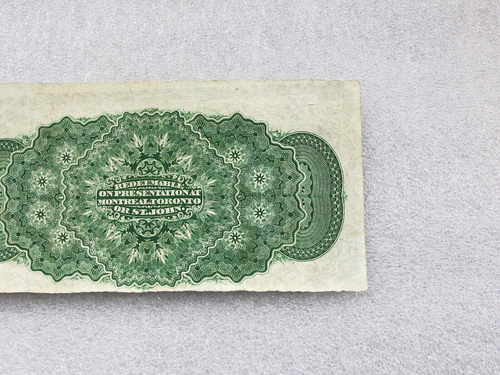 REDEEMABLE
ON PRESENTATION AT
MONTREAL TORONTO
OR ST. JOHN